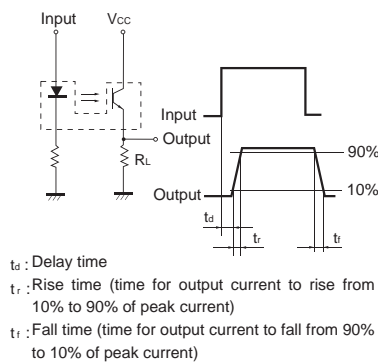 Input
Vcc
Output
RL
Input
90%
10%
Output
td
tr
tf
td : Delay time
tr : Rise time (time for output current to rise from
10% to 90% of peak current)
tf : Fall time (time for output current to fall from 90%
to 10% of peak current)